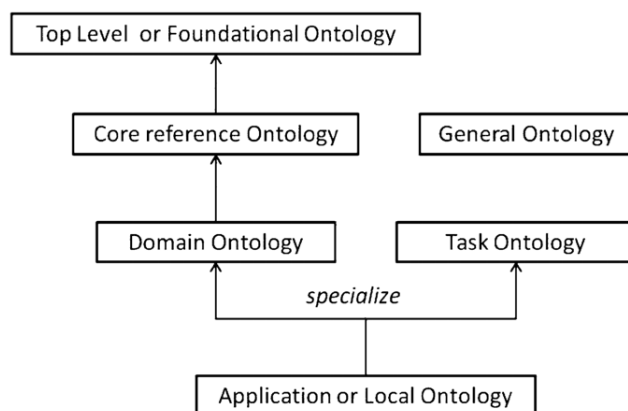 Top Level or Foundational Ontology
Core reference Ontology
General Ontology
Domain Ontology
Task Ontology
specialize
Application or Local Ontology